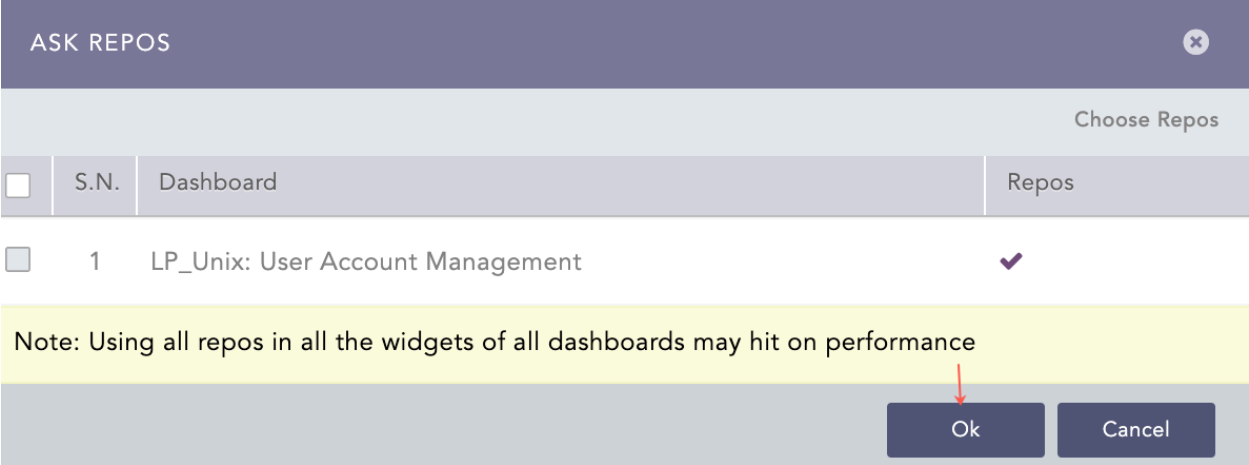 ASK REPOS
Choose Repos
S.N. Dashboard Repos
1 LP_Unix: User Account Management
Note: Using all repos in all the widgets of all dashboards may hit on performance
Ok Cancel